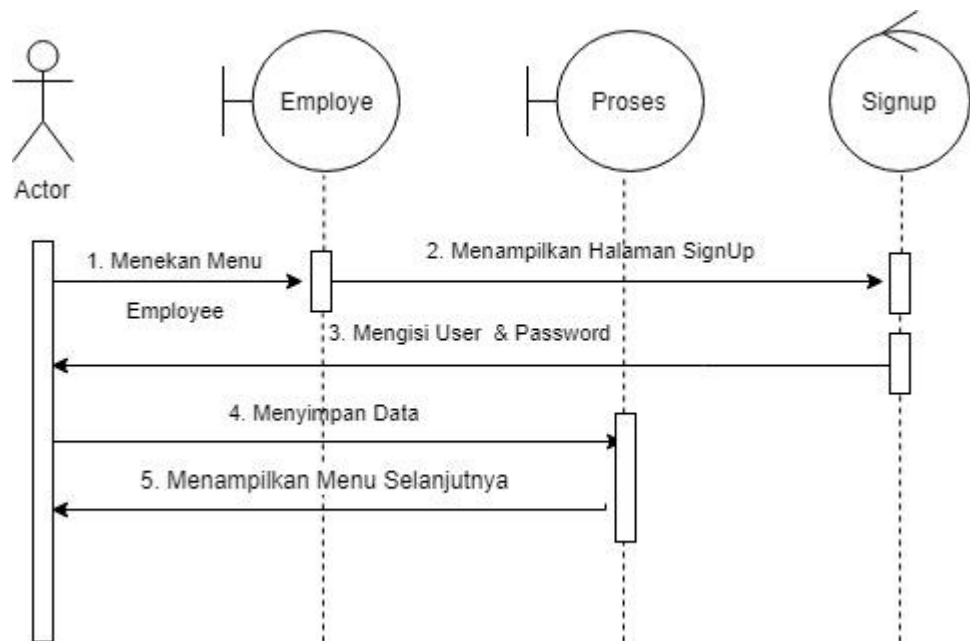 Employe
Proses
Signup
Actor
1. Menekan Menu
Employee
2. Menampilkan Halaman SignUp
3. Mengisi User & Password
4. Menyimpan Data
5. Menampilkan Menu Selanjutnya